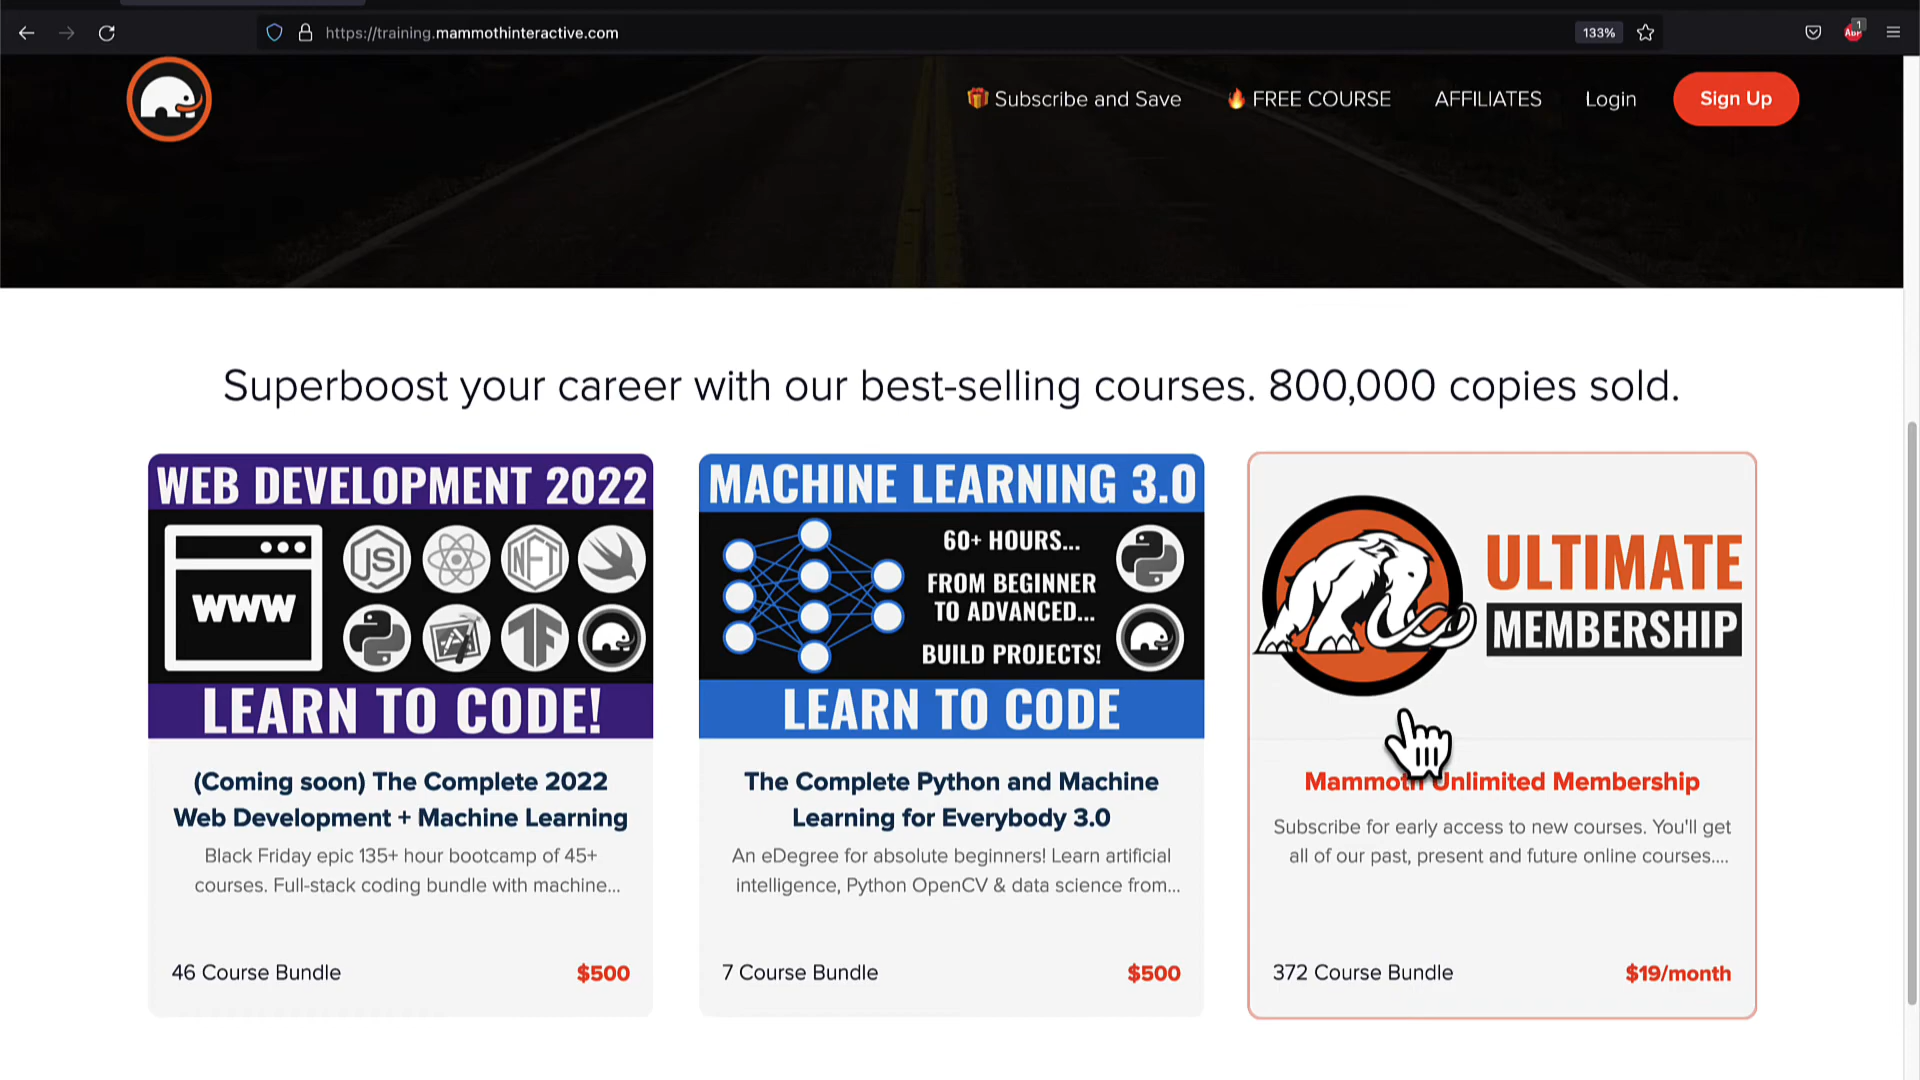 https://training.mammothinteractive.com
133%
1
ABP
🎁 Subscribe and Save
🔥 FREE COURSE
AFFILIATES
Login
Sign Up
Superboost your career with our best-selling courses. 800,000 copies sold.
WEB DEVELOPMENT 2022
WWW
JS
NFT
LEARN TO CODE!
(Coming soon) The Complete 2022
Web Development + Machine Learning
Black Friday epic 135+ hour bootcamp of 45+
courses. Full-stack coding bundle with machine...
46 Course Bundle
$500
MACHINE LEARNING 3.0
60+ HOURS...
FROM BEGINNER
TO ADVANCED...
BUILD PROJECTS!
LEARN TO CODE
The Complete Python and Machine
Learning for Everybody 3.0
An eDegree for absolute beginners! Learn artificial
intelligence, Python OpenCV & data science from...
7 Course Bundle
$500
ULTIMATE
MEMBERSHIP
Mammoth Unlimited Membership
Subscribe for early access to new courses. You'll get
all of our past, present and future online courses....
372 Course Bundle
$19/month